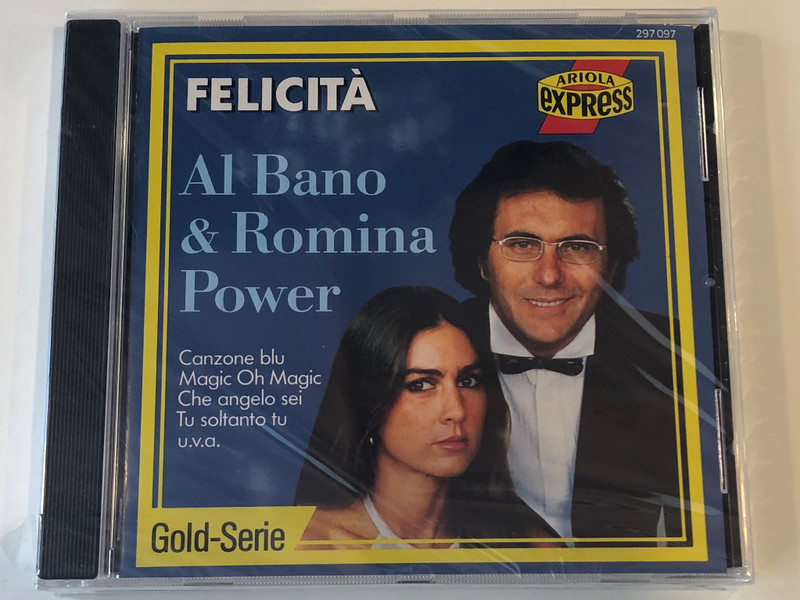 297 097
FELICITÀ
ARIOLA
EXPRESS
Al Bano
& Romina
Power
Canzone blu
Magic Oh Magic
Che angelo sei
Tu soltanto tu
u.v.a.
Gold-Serie